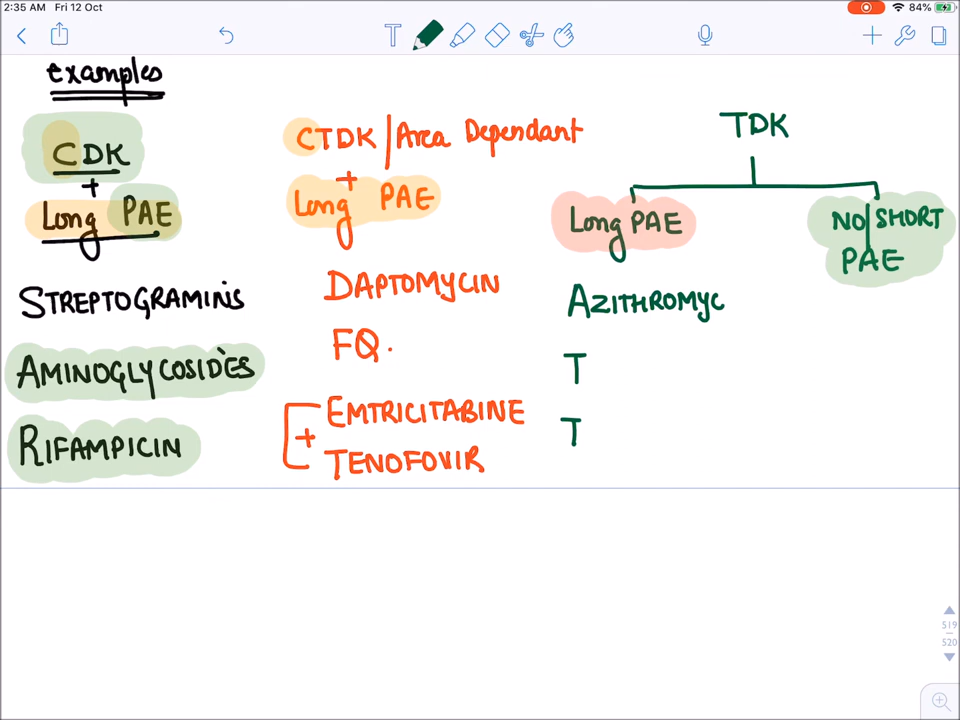 2:35 AM Fri 12 Oct
84%
T
examples
CDK
+
Long PAE
STREPTOGRAMINS
AMINOGLYCOSIDES
RIFAMPICIN
CTDK/Area Dependant
+
Long PAE
DAPTOMYCIN
FQ.
+ EMTRICITABINE
TENOFOVIR
TDK
Long PAE
AZITHROMYC
T
T
NO/SHORT
PAE
519
520